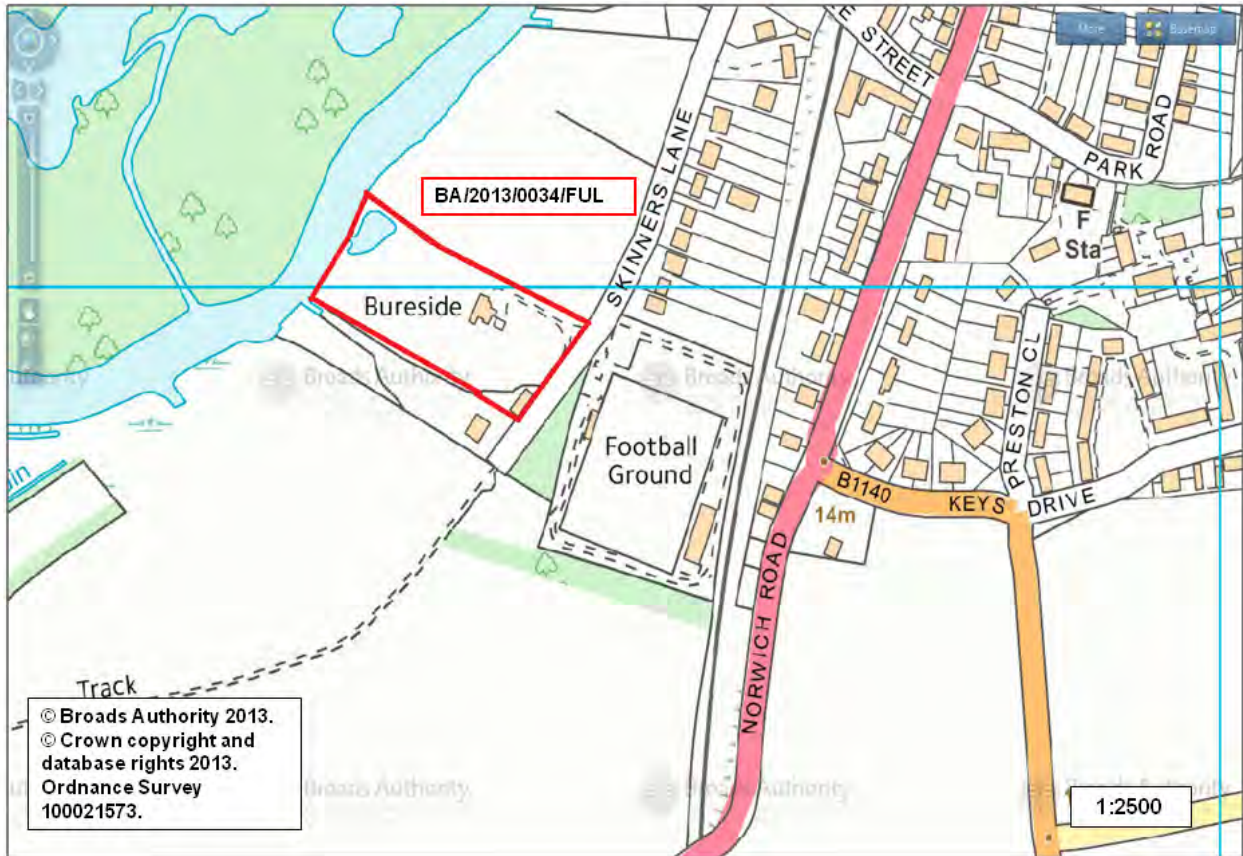 More
Basemap
STREET
PARK ROAD
SKINNERS LANE
BA/2013/0034/FUL
F
Sta
Bureside
Broads Authority
Broads Authority
Broads Authority
PRESTON CL
Football
Ground
B1140
KEYS DRIVE
14m
NORWICH ROAD
Track
© Broads Authority 2013.
© Crown copyright and
database rights 2013.
Ordnance Survey
100021573.
Broads Authority
Broads Authority
Broads Authority
1:2500